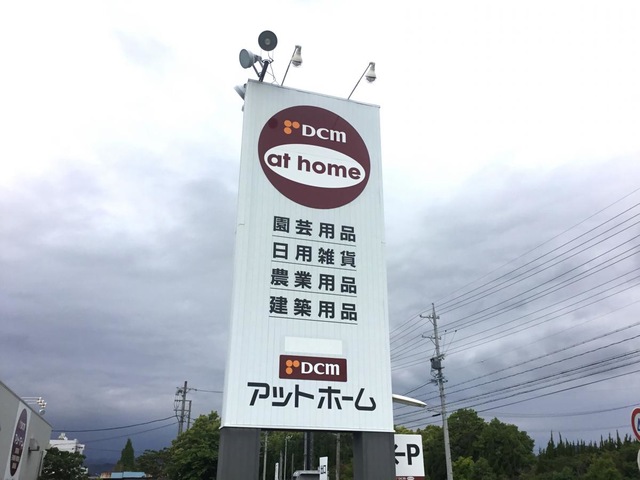 DCM
at home
園芸用品
日用雑貨
農業用品
建築用品
DCM
アットホーム
←P